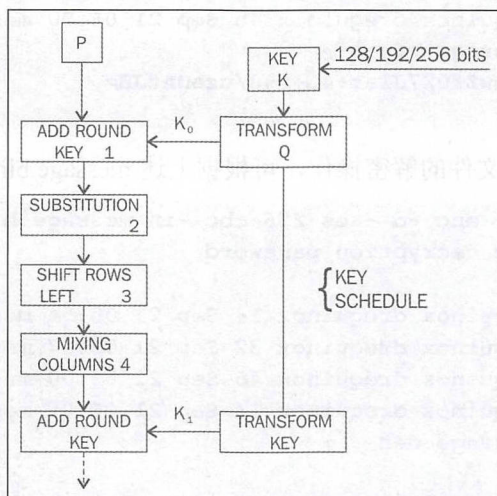 P
KEY
K
128/192/256 bits
ADD ROUND
KEY 1
K₀
TRANSFORM
Q
SUBSTITUTION
2
SHIFT ROWS
LEFT 3
{ KEY
SCHEDULE
MIXING
COLUMNS 4
ADD ROUND
KEY
K₁
TRANSFORM
KEY